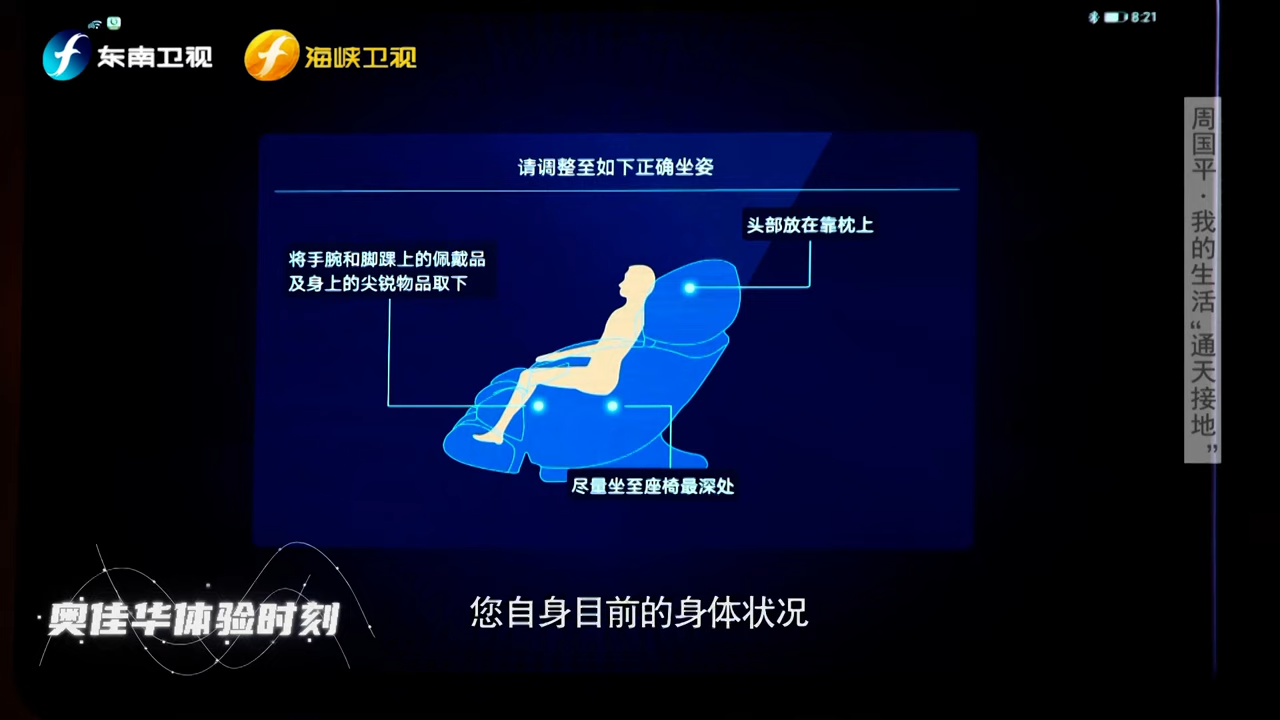 8:21
东南卫视
海峡卫视
请调整至如下正确坐姿
头部放在靠枕上
将手腕和脚踝上的佩戴品
及身上的尖锐物品取下
尽量坐至座椅最深处
周国平·我的生活“通天接地”
奥佳华体验时刻
您自身目前的身体状况